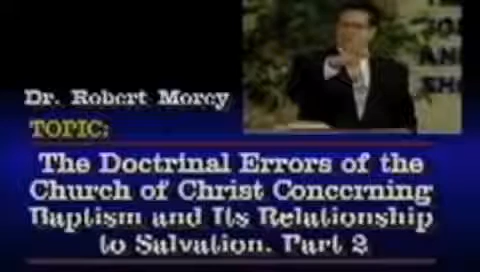 Dr. Robert Morey
TOPIC:
The Doctrinal Errors of the
Church of Christ Concerning
Baptism and Its Relationship
to Salvation. Part 2